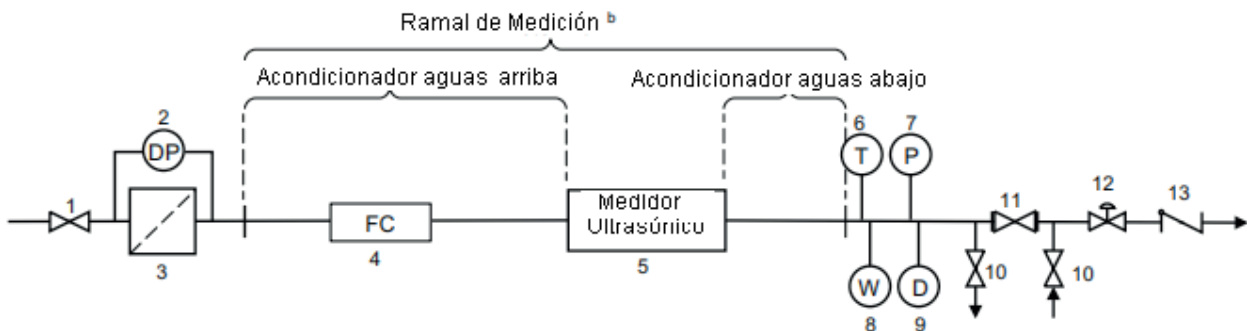 Ramal de Medición b
Acondicionador aguas arriba
Acondicionador aguas abajo
2
6
7
DP
T
P
1
12
13
11
FC
Medidor
Ultrasónico
3
4
5
W
D
10
10
8
9